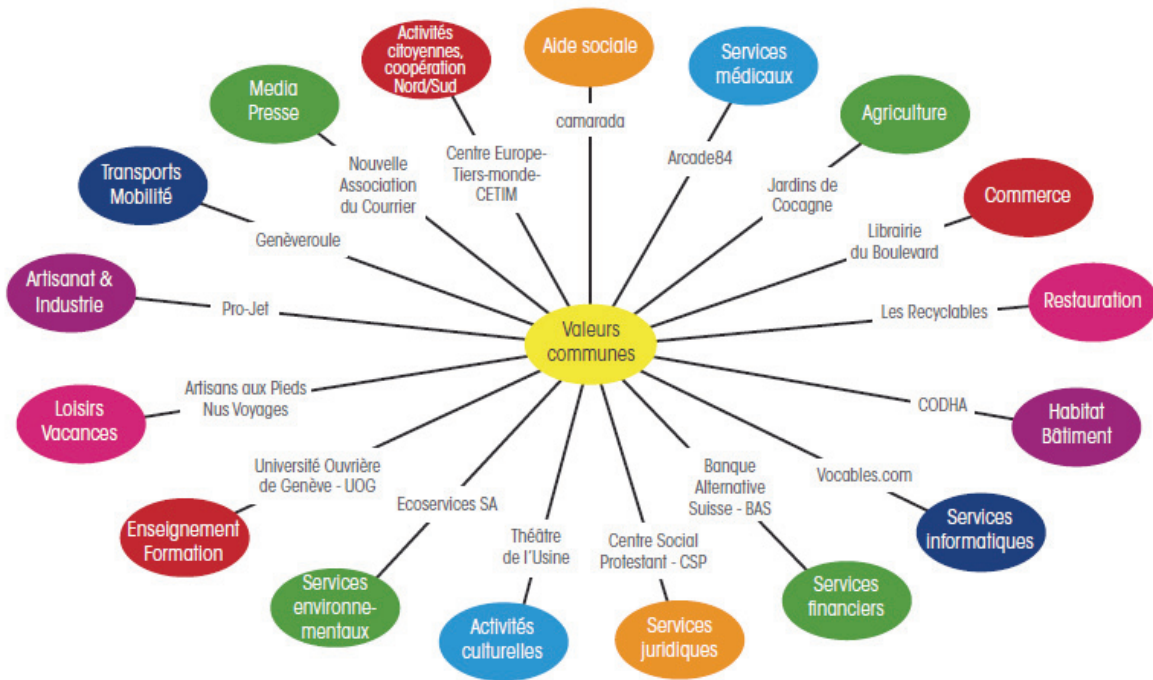 Activités
citoyennes,
coopération
Nord/Sud
Aide sociale
Services
médicaux
Media
Presse
Agriculture
camarada
Centre Europe-
Tiers-monde-
CETIM
Arcade84
Nouvelle
Association
du Courrier
Jardins de
Cocagne
Transports
Mobilité
Commerce
Genèveroule
Librairie
du Boulevard
Artisanat &
Industrie
Pro-Jet
Les Recyclables
Restauration
Valeurs
communes
Artisans aux Pieds
Nus Voyages
Loisirs
Vacances
CODHA
Habitat
Bâtiment
Université Ouvrière
de Genève - UOG
Ecoservices SA
Banque
Alternative
Suisse - BAS
Vocables.com
Enseignement
Formation
Théâtre
de l'Usine
Centre Social
Protestant - CSP
Services
informatiques
Services
environne-
mentaux
Activités
culturelles
Services
juridiques
Services
financiers